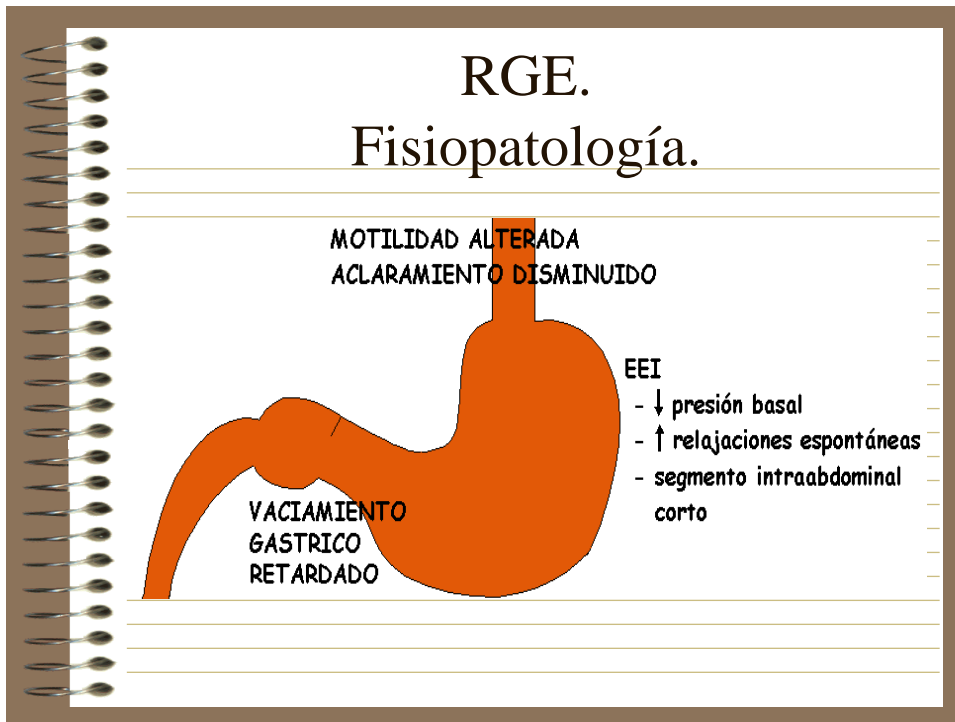 RGE.
Fisiopatología.
MOTILIDAD ALTERADA
ACLARAMIENTO DISMINUIDO
EEI
- ↓ presión basal
- ↑ relajaciones espontáneas
- segmento intraabdominal
corto
VACIAMIENTO
GASTRICO
RETARDADO